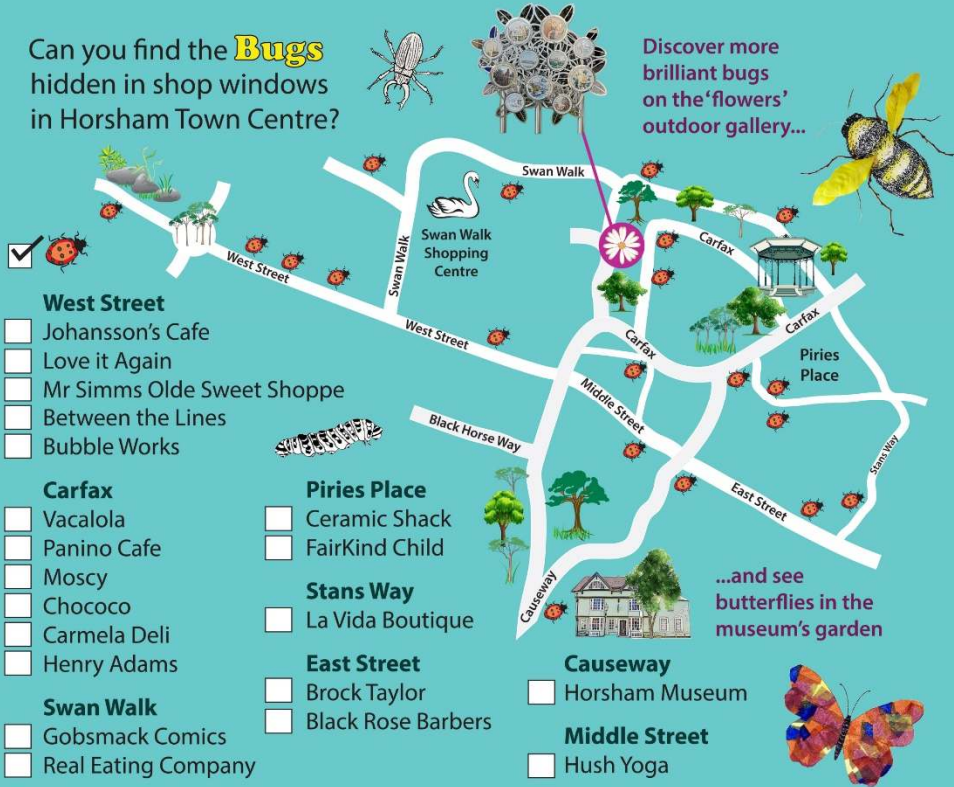 Can you find the Bugs
hidden in shop windows
in Horsham Town Centre?
Discover more
brilliant bugs
on the 'flowers'
outdoor gallery...
Swan Walk
Swan Walk
Shopping
Centre
Swan Walk
West Street
West Street
Carfax
Carfax
Carfax
Piries
Place
Middle Street
Black Horse Way
East Street
Stans Way
Causeway
...and see
butterflies in the
museum's garden
West Street
Johansson's Cafe
Love it Again
Mr Simms Olde Sweet Shoppe
Between the Lines
Bubble Works
Carfax
Vacalola
Panino Cafe
Moscy
Chococo
Carmela Deli
Henry Adams
Swan Walk
Gobsmack Comics
Real Eating Company
Piries Place
Ceramic Shack
FairKind Child
Stans Way
La Vida Boutique
East Street
Brock Taylor
Black Rose Barbers
Causeway
Horsham Museum
Middle Street
Hush Yoga